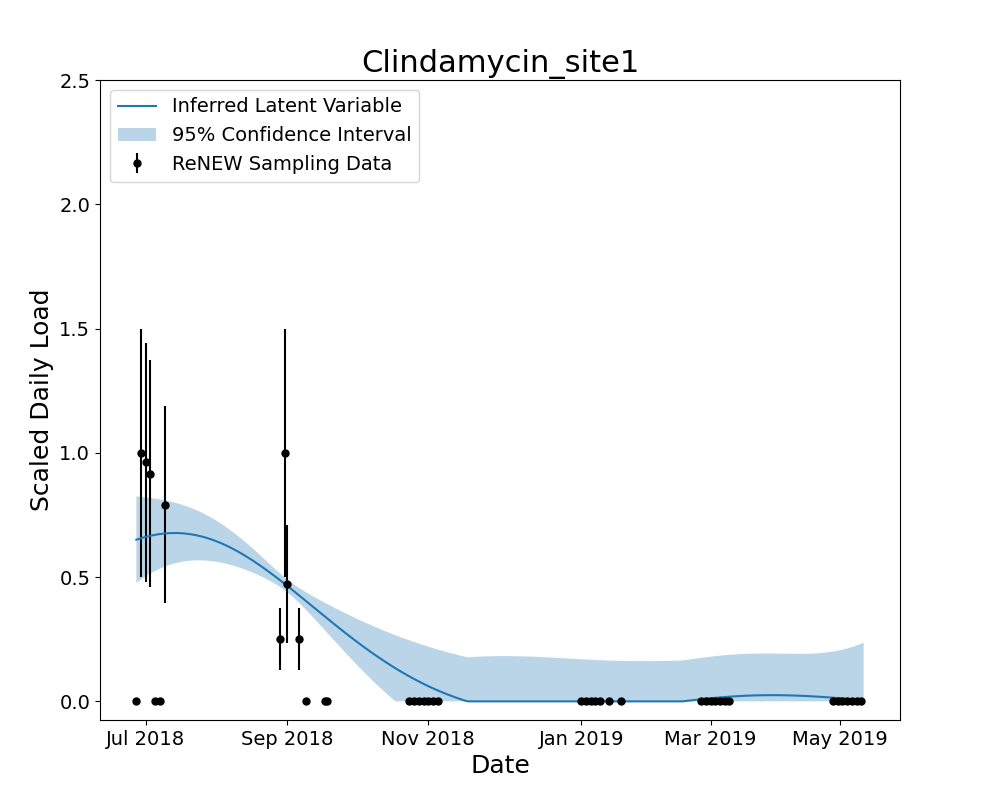 Clindamycin_site1
2.5
2.0
1.5
1.0
0.5
0.0
Scaled Daily Load
Inferred Latent Variable
95% Confidence Interval
ReNEW Sampling Data
Jul 2018
Sep 2018
Nov 2018
Jan 2019
Mar 2019
May 2019
Date